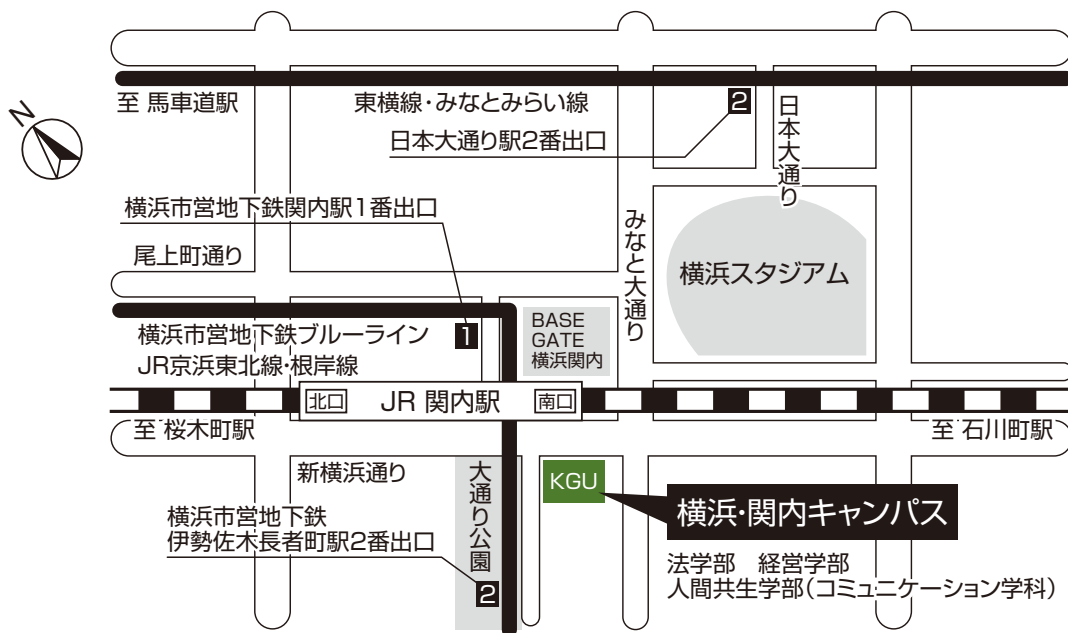 至 馬車道駅
東横線・みなとみらい線
2
日本大通り駅2番出口
日本大通り
N
横浜市営地下鉄関内駅1番出口
尾上町通り
みなと大通り
横浜スタジアム
横浜市営地下鉄ブルーライン
1
BASE
GATE
横浜関内
JR京浜東北線・根岸線
北口
JR 関内駅
南口
至 桜木町駅
至 石川町駅
新横浜通り
大通り公園
KGU
横浜・関内キャンパス
横浜市営地下鉄
伊勢佐木長者町駅2番出口
2
法学部　経営学部
人間共生学部(コミュニケーション学科)